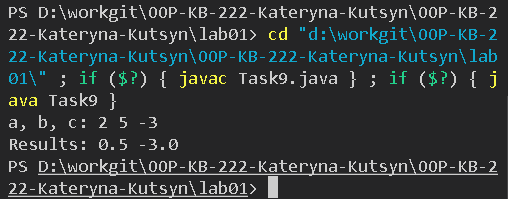 PS D:\workgit\OOP-KB-222-Kateryna-Kutsyn\OOP-KB-2
22-Kateryna-Kutsyn\lab01> cd "d:\workgit\OOP-KB-2
22-Kateryna-Kutsyn\OOP-KB-222-Kateryna-Kutsyn\lab
01\" ; if ($?) { javac Task9.java } ; if ($?) { j
ava Task9 }
a, b, c: 2 5 -3
Results: 0.5 -3.0
PS D:\workgit\OOP-KB-222-Kateryna-Kutsyn\OOP-KB-2
22-Kateryna-Kutsyn\lab01>